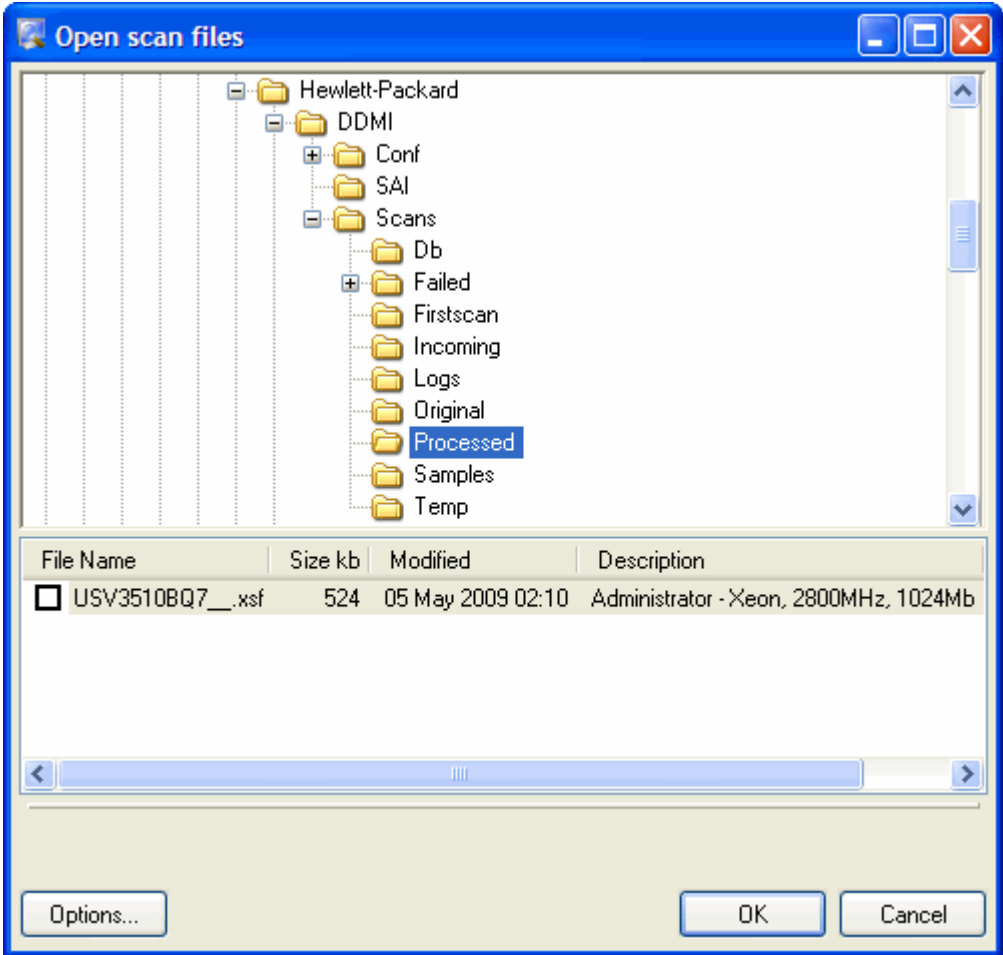 Open scan files
Hewlett-Packard
DDMI
Conf
SAI
Scans
Db
Failed
Firstscan
Incoming
Logs
Original
Processed
Samples
Temp
File Name Size kb Modified Description
USV3510BQ7__.xsf 524 05 May 2009 02:10 Administrator - Xeon, 2800MHz, 1024Mb
Options... OK Cancel